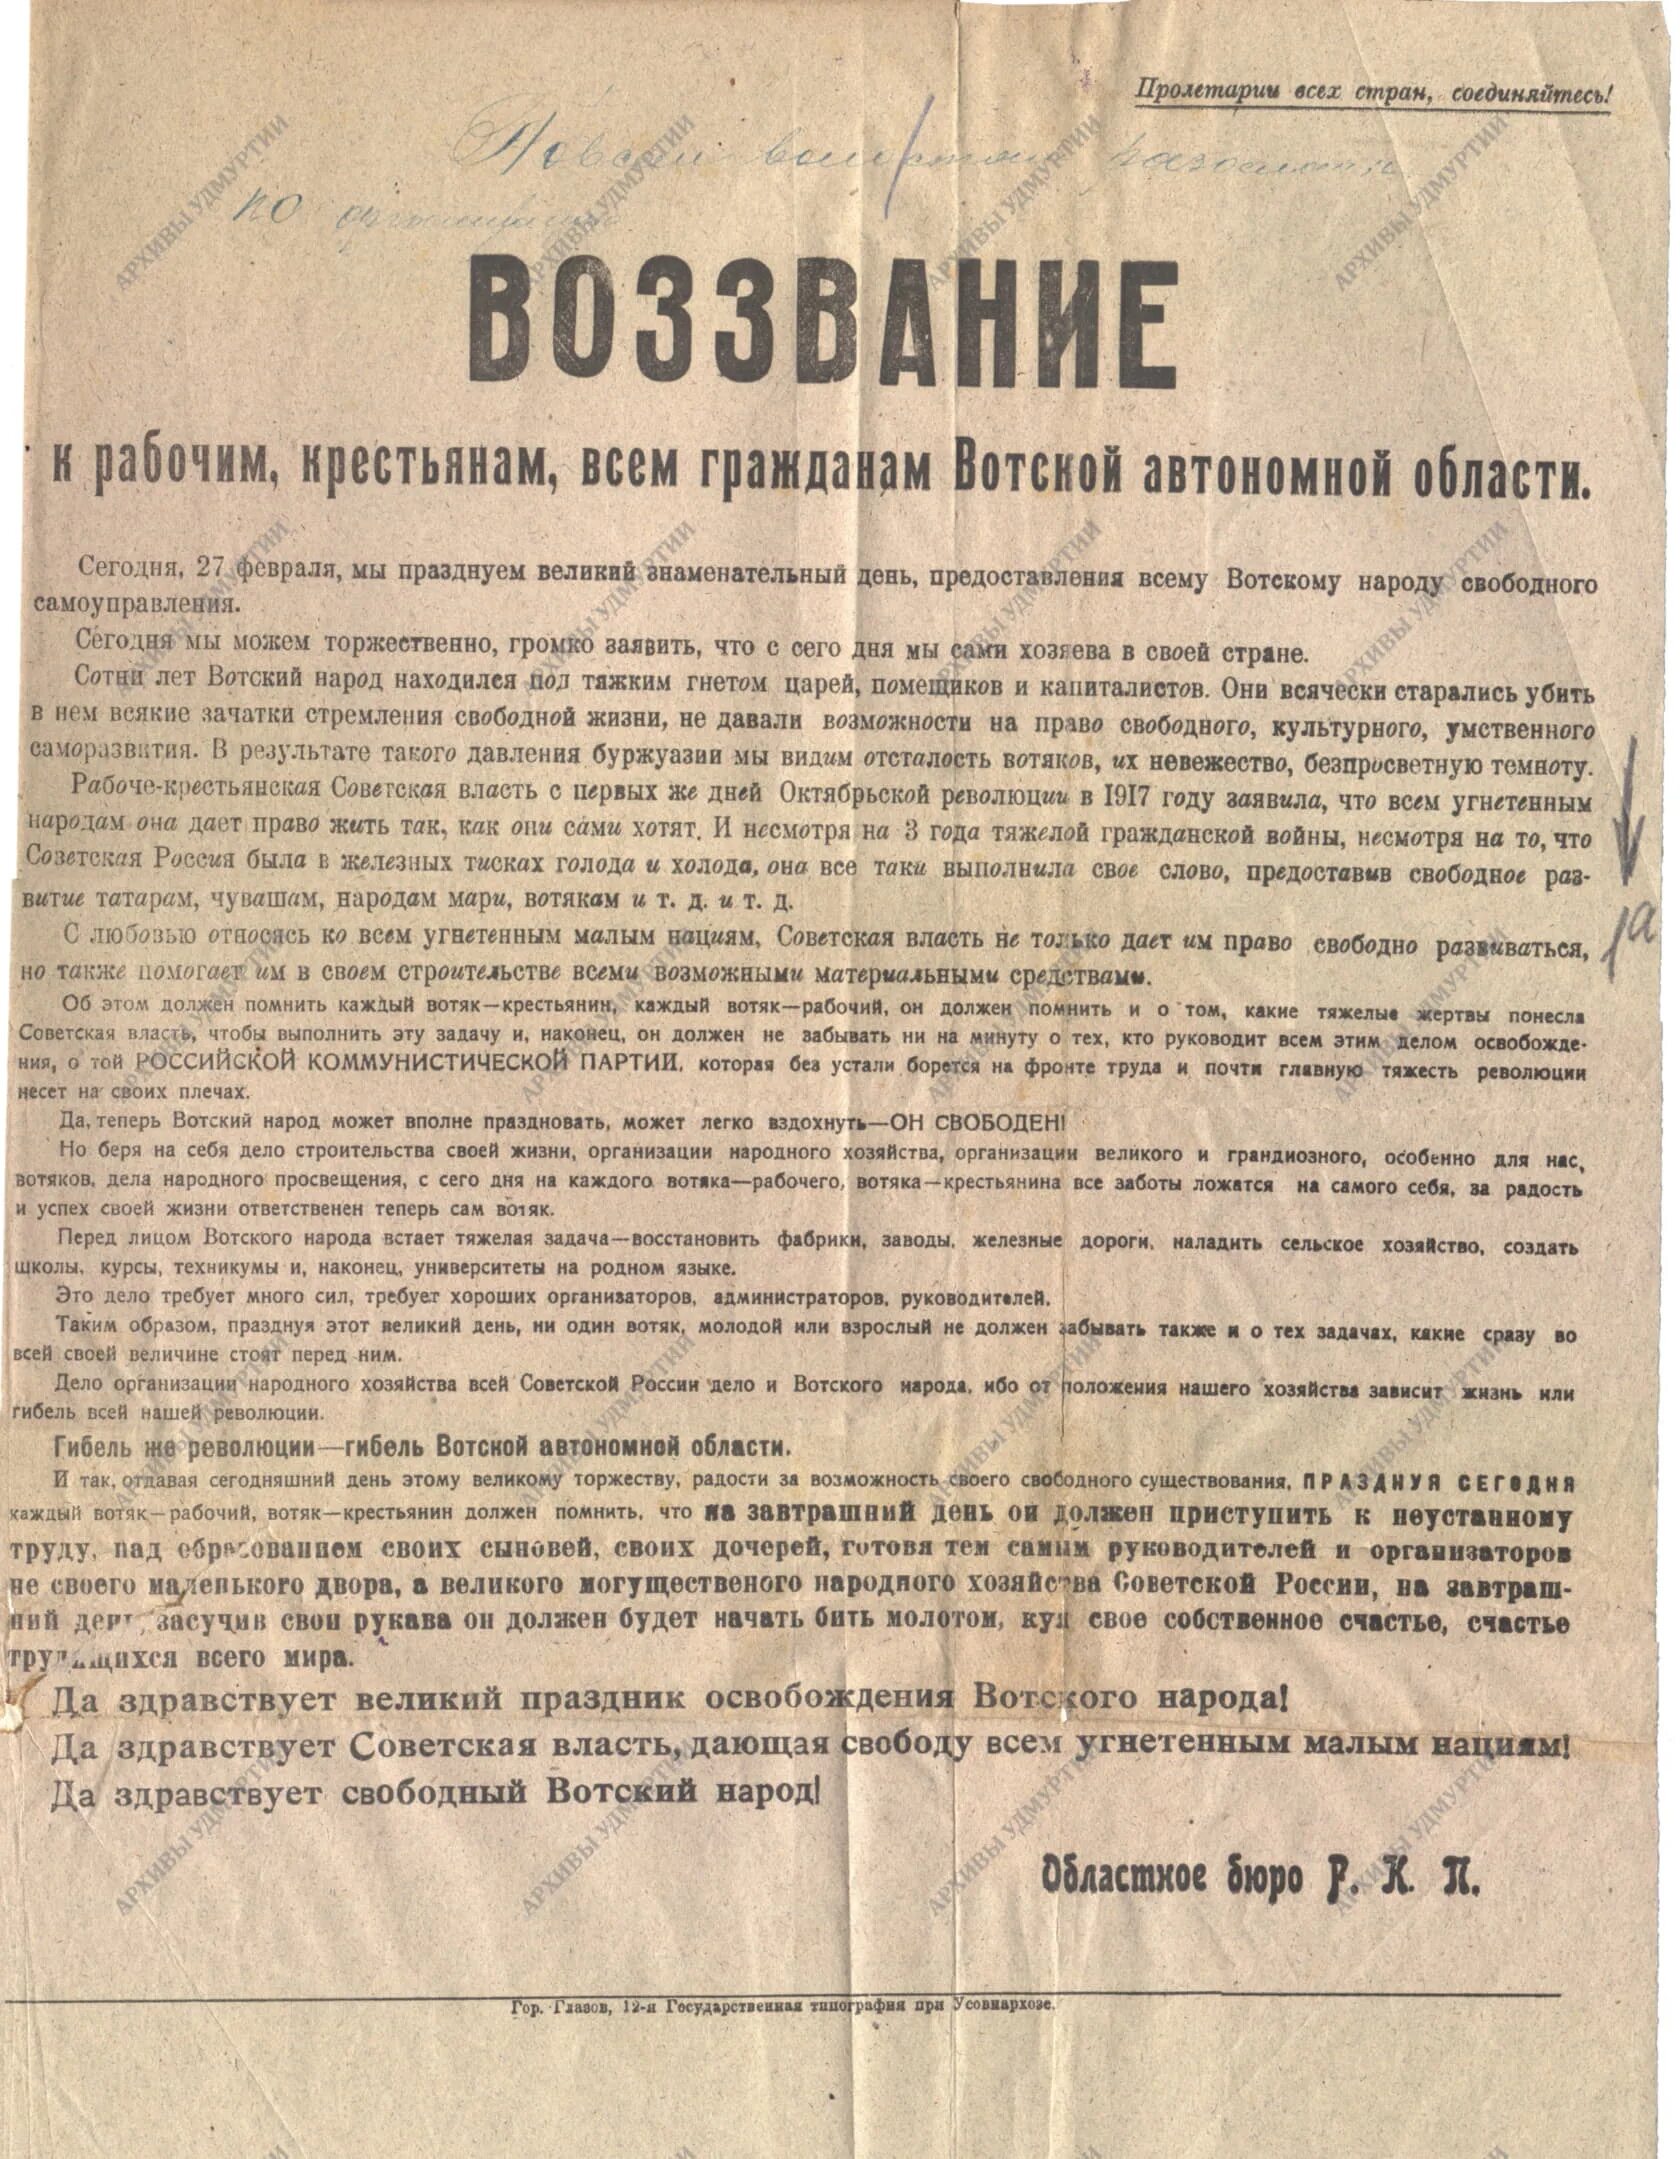 Пролетарии всех стран, соединяйтесь!
по
ВОЗЗВАНИЕ
к рабочим, крестьянам, всем гражданам Вотской автономной области.
Сегодня, 27 февраля, мы празднуем великий знаменательный день, предоставления всему Вотскому народу свободного
самоуправления.
Сегодня мы можем торжественно, громко заявить, что с сего дня мы сами хозяева в своей стране.
Сотни лет Вотский народ находился под тяжким гнетом царей, помещиков и капиталистов. Они всячески старались убить
в нем всякие зачатки стремления свободной жизни, не давали возможности на право свободного, культурного, умственного
саморазвития. В результате такого давления буржуазии мы видим отсталость вотяков, их невежество, безпросветную темноту.
Рабоче-крестьянская Советская власть с первых же дней Октябрьской революции в 1917 году заявила, что всем угнетенным
народам она дает право жить так, как они сами хотят. И несмотря на 3 года тяжелой гражданской войны, несмотря на то, что
Советская Россия была в железных тисках голода и холода, она все таки выполнила свое слово, предоставив свободное раз-
витие татарам, чувашам, народам мари, вотякам и т. д. и т. д.
С любовью относясь ко всем угнетенным малым нациям, Советская власть не только дает им право свободно развиваться,
но также помогает им в своем строительстве всеми возможными материальными средствами.
Об этом должен помнить каждый вотяк—крестьянин, каждый вотяк—рабочий, он должен помнить и о том, какие тяжелые жертвы понесла
Советская власть, чтобы выполнить эту задачу и, наконец, он должен не забывать ни на минуту о тех, кто руководит всем этим делом освобожде-
ния, о той РОССИЙСКОЙ КОММУНИСТИЧЕСКОЙ ПАРТИИ, которая без устали борется на фронте труда и почти главную тяжесть революции
несет на своих плечах.
Да, теперь Вотский народ может вполне праздновать, может легко вздохнуть—ОН СВОБОДЕН!
Но беря на себя дело строительства своей жизни, организации народного хозяйства, организации великого и грандиозного, особенно для нас,
вотяков, дела народного просвещения, с сего дня на каждого вотяка—рабочего, вотяка—крестьянина все заботы ложатся на самого себя, за радость
и успех своей жизни ответственен теперь сам вотяк.
Перед лицом Вотского народа встает тяжелая задача—восстановить фабрики, заводы, железные дороги, наладить сельское хозяйство, создать
школы, курсы, техникумы и, наконец, университеты на родном языке.
Это дело требует много сил, требует хороших организаторов, администраторов, руководителей.
Таким образом, празднуя этот великий день, ни один вотяк, молодой или взрослый не должен забывать также и о тех задачах, какие сразу во
всей своей величине стоят перед ним.
Дело организации народного хозяйства всей Советской России дело и Вотского народа, ибо от положения нашего хозяйства зависит жизнь или
гибель всей нашей революции.
Гибель же революции—гибель Вотской автономной области.
И так, отдавая сегодняшний день этому великому торжеству, радости за возможность своего свободного существования, ПРАЗДНУЯ СЕГОДНЯ
каждый вотяк—рабочий, вотяк—крестьянин должен помнить, что на завтрашний день он должен приступить к неустанному
труду, над образованием своих сыновей, своих дочерей, готовя тем самым руководителей и организаторов
не своего маленького двора, а великого могущественого народного хозяйства Советской России, на завтраш-
ний день, засучив свои рукава он должен будет начать бить молотом, куя свое собственное счастье, счастье
трудящихся всего мира.
Да здравствует великий праздник освобождения Вотского народа!
Да здравствует Советская власть, дающая свободу всем угнетенным малым нациям!
Да здравствует свободный Вотский народ!
Областное бюро Р. К. П.
Гор. Глазов, 12-я Государственная типография при Усовнархозе.
АРХИВЫ УДМУРТИИ